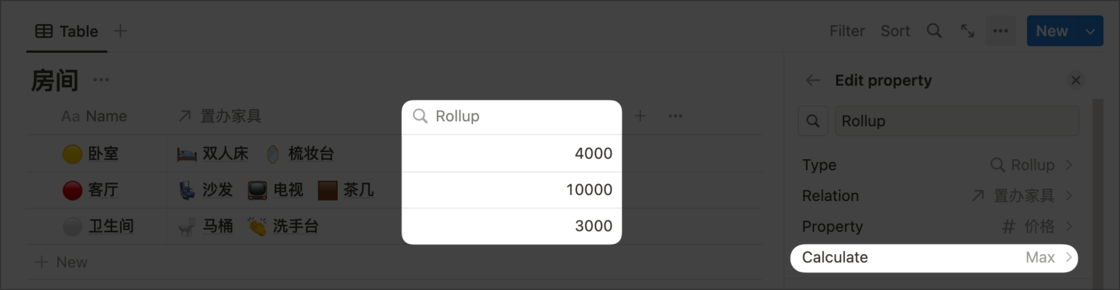 Table
Filter Sort New
房间
Edit property
Aa Name 置办家具 Rollup
Rollup
卧室 双人床 梳妆台 4000
Type Rollup
客厅 沙发 电视 茶几 10000
Relation 置办家具
卫生间 马桶 洗手台 3000
Property # 价格
New
Calculate Max